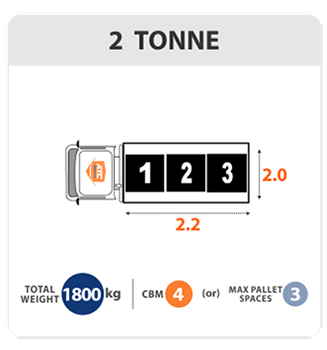 2 TONNE
ATC
1 2 3
2.0
2.2
TOTAL WEIGHT 1800 kg
CBM 4 (or)
MAX PALLET SPACES 3